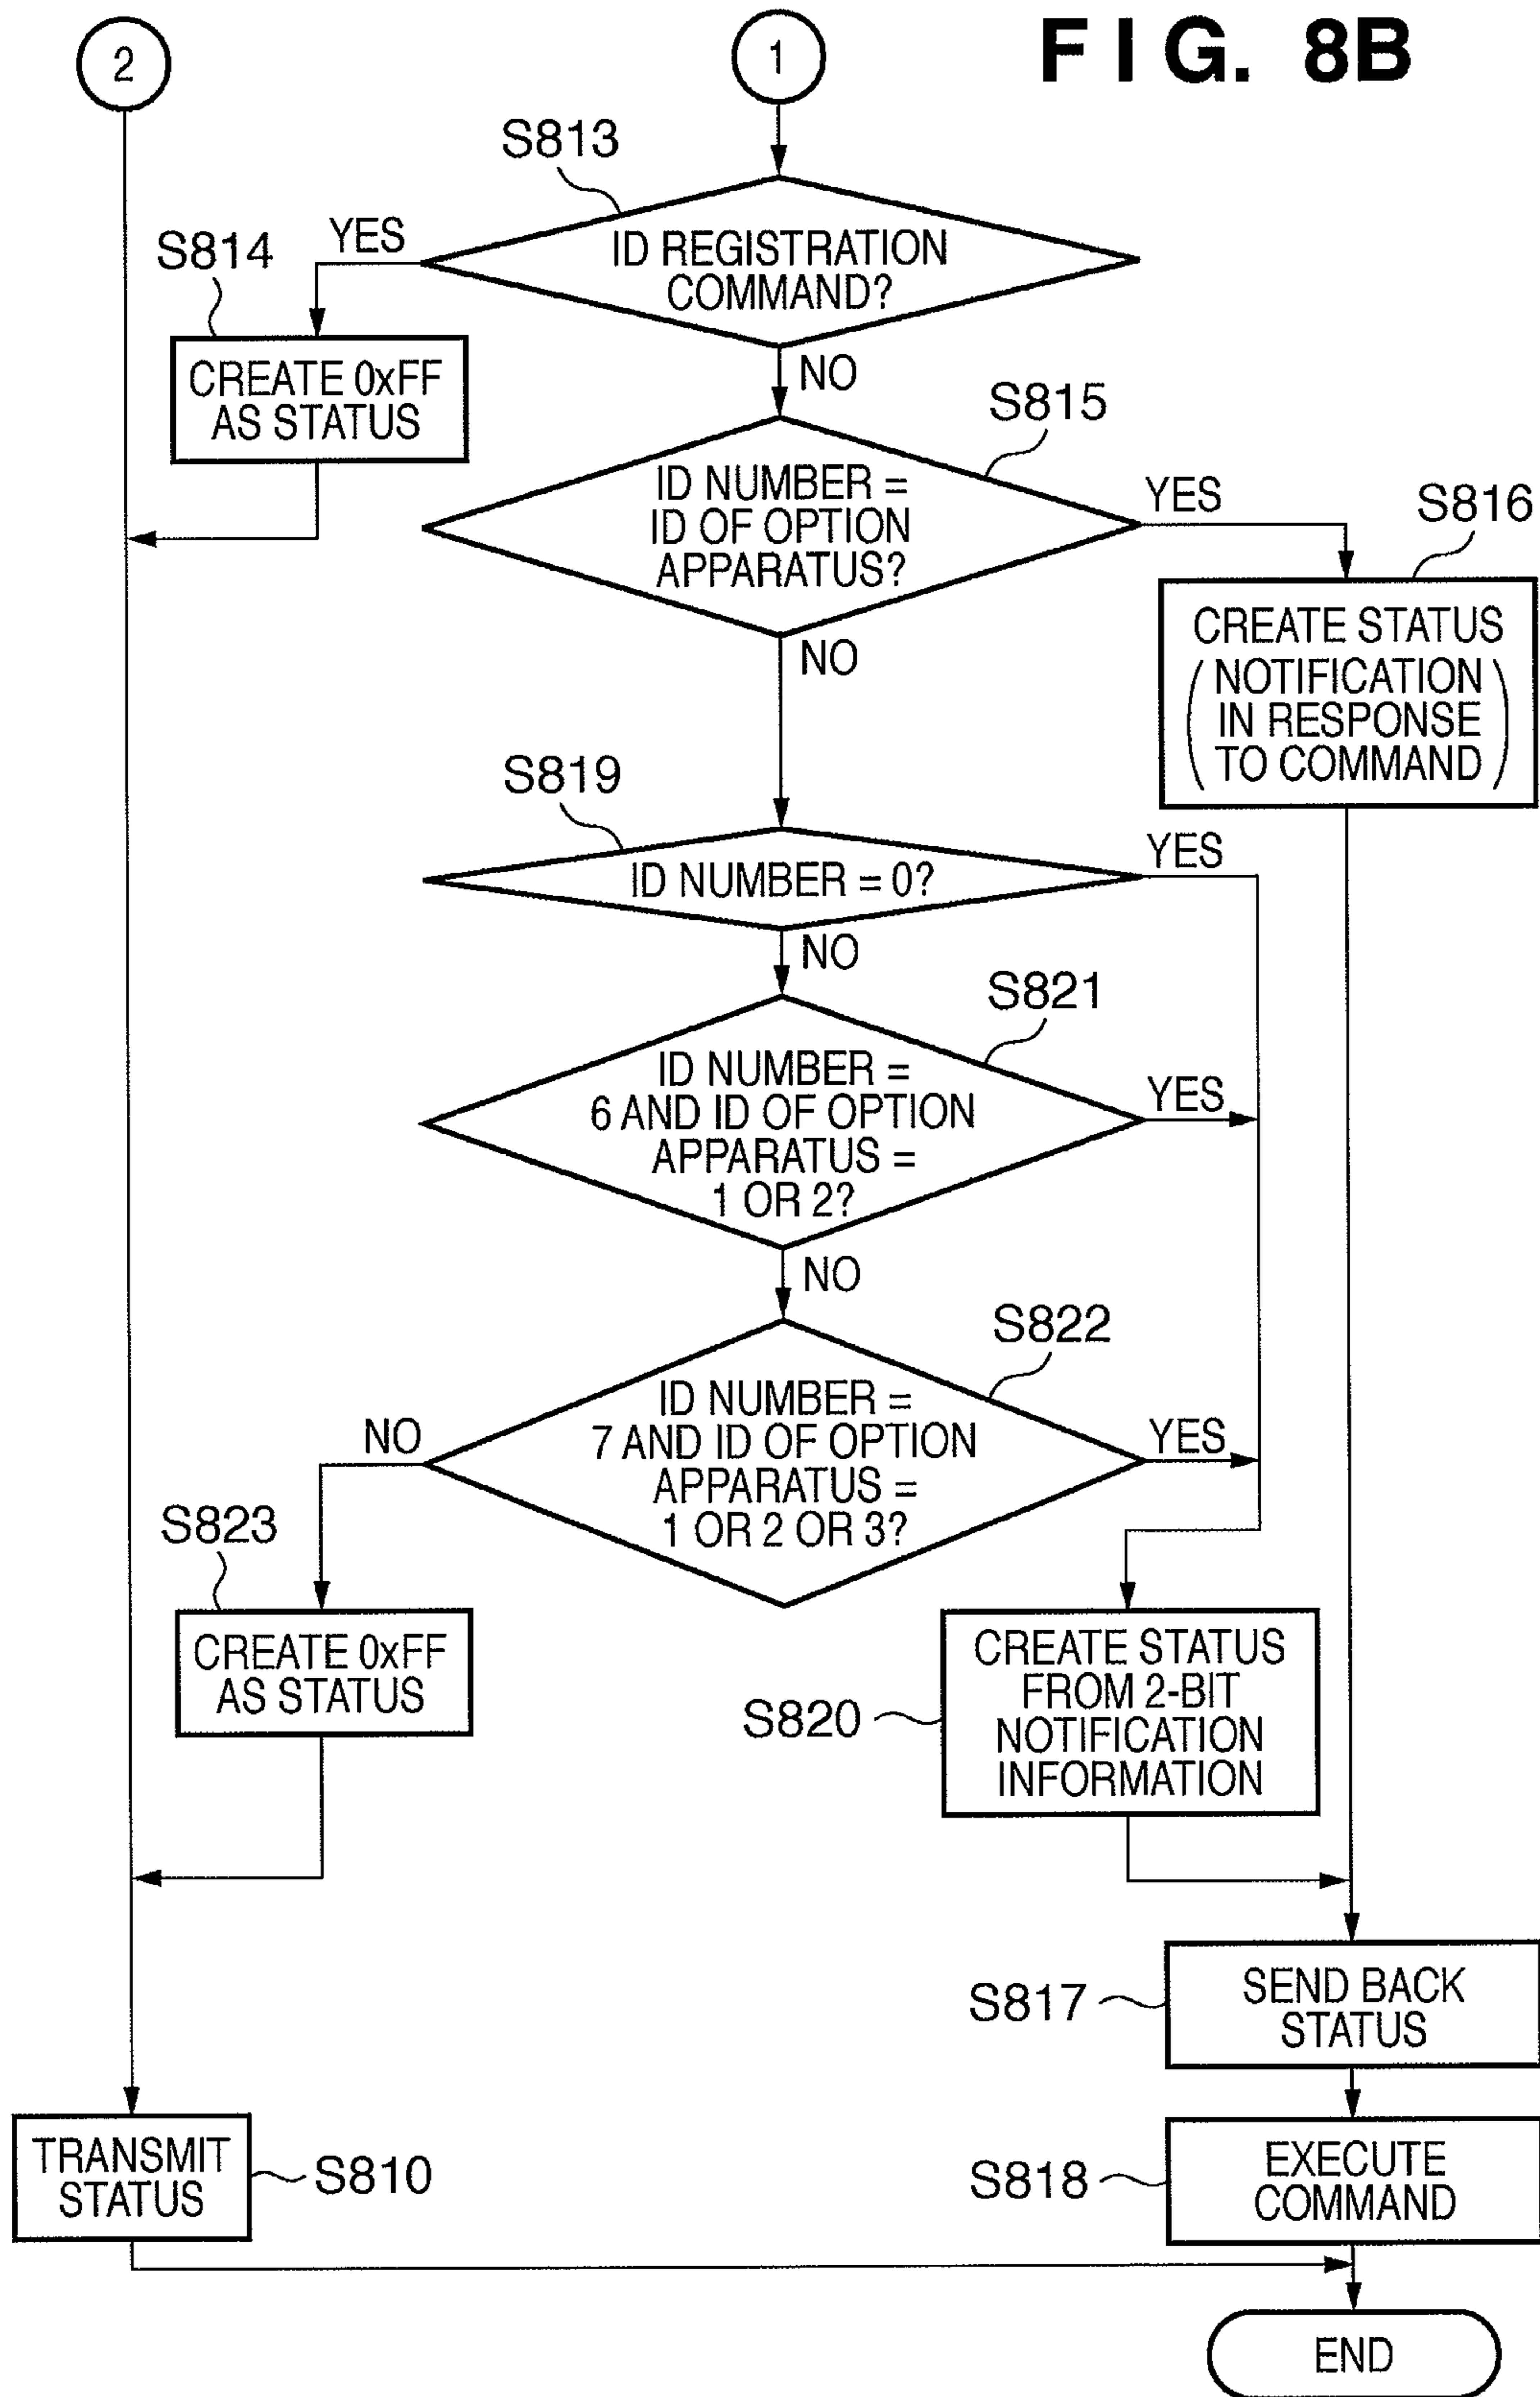 FIG. 8B
2
1
S813
ID REGISTRATION
COMMAND?
YES
NO
S814
CREATE 0xFF
AS STATUS
S815
ID NUMBER =
ID OF OPTION
APPARATUS?
YES
NO
S816
CREATE STATUS
( NOTIFICATION
IN RESPONSE
TO COMMAND )
S819
ID NUMBER = 0?
YES
NO
S821
ID NUMBER =
6 AND ID OF OPTION
APPARATUS =
1 OR 2?
YES
NO
S822
ID NUMBER =
7 AND ID OF OPTION
APPARATUS =
1 OR 2 OR 3?
NO
YES
S823
CREATE 0xFF
AS STATUS
S820
CREATE STATUS
FROM 2-BIT
NOTIFICATION
INFORMATION
S817
SEND BACK
STATUS
TRANSMIT
STATUS
S810
S818
EXECUTE
COMMAND
END